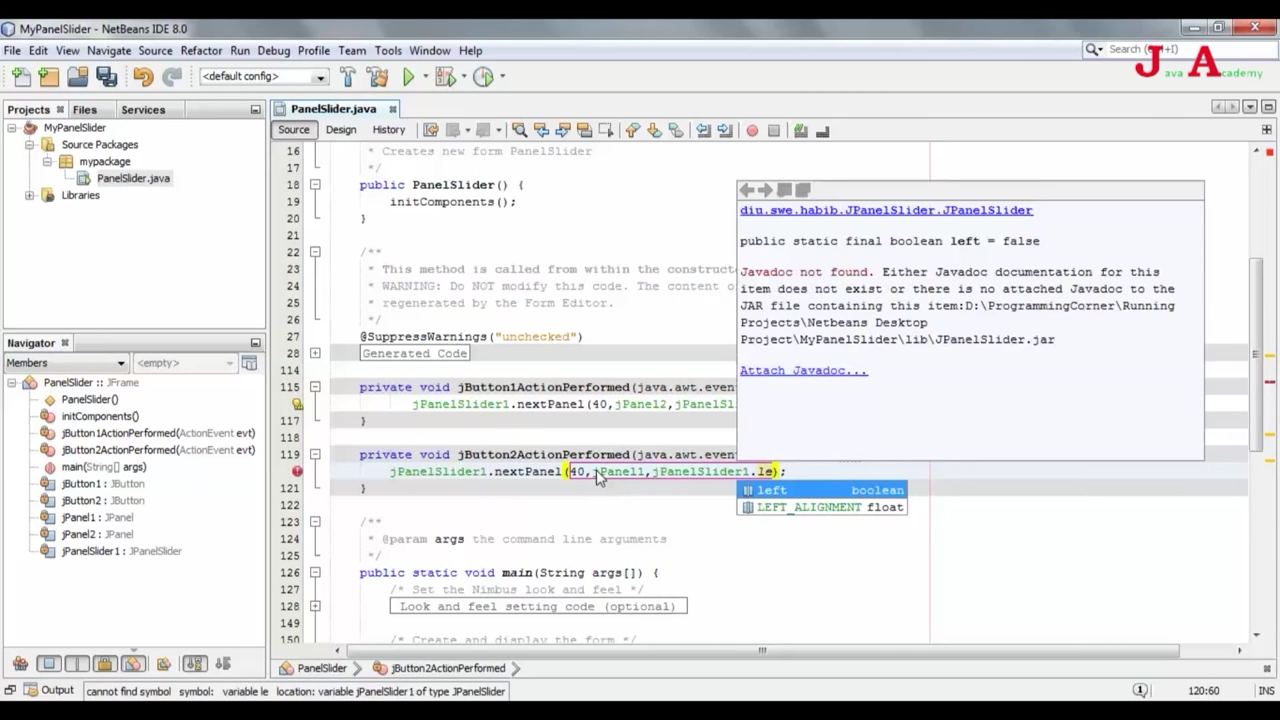 MyPanelSlider - NetBeans IDE 8.0
File Edit View Navigate Source Refactor Run Debug Profile Team Tools Window Help
Search (Ctrl+I)
<default config>
J ava A cademy
Projects Files Services
PanelSlider.java
MyPanelSlider
Source Packages
mypackage
PanelSlider.java
Libraries
Source Design History
16 * Creates new form PanelSlider
17 */
18 public PanelSlider() {
19 initComponents();
20 }
21
22 /**
23 * This method is called from within the constructo
24 * WARNING: Do NOT modify this code. The content o
25 * regenerated by the Form Editor.
26 */
27 @SuppressWarnings("unchecked")
28 Generated Code
115 private void jButton1ActionPerformed(java.awt.event
jPanelSlider1.nextPanel(40,jPanel2,jPanelSl
117 }
118
119 private void jButton2ActionPerformed(java.awt.event
jPanelSlider1.nextPanel(40,jPanel1,jPanelSlider1.le);
121 }
122
123 /**
124 * @param args the command line arguments
125 */
126 public static void main(String args[]) {
127 /* Set the Nimbus look and feel */
128 Look and feel setting code (optional)
150 /* Create and display the form */
diu.swe.habib.JPanelSlider.JPanelSlider
public static final boolean left = false
Javadoc not found. Either Javadoc documentation for this
item does not exist or there is no attached Javadoc to the
JAR file containing this item:D:\ProgrammingCorner\Running
Projects\Netbeans Desktop
Project\MyPanelSlider\lib\JPanelSlider.jar
Attach Javadoc...
left boolean
LEFT_ALIGNMENT float
Navigator
Members <empty>
PanelSlider :: JFrame
PanelSlider()
initComponents()
jButton1ActionPerformed(ActionEvent evt)
jButton2ActionPerformed(ActionEvent evt)
main(String[] args)
jButton1 : JButton
jButton2 : JButton
jPanel1 : JPanel
jPanel2 : JPanel
jPanelSlider1 : JPanelSlider
PanelSlider jButton2ActionPerformed
Output
cannot find symbol symbol: variable le location: variable jPanelSlider1 of type JPanelSlider
1
120:60
INS